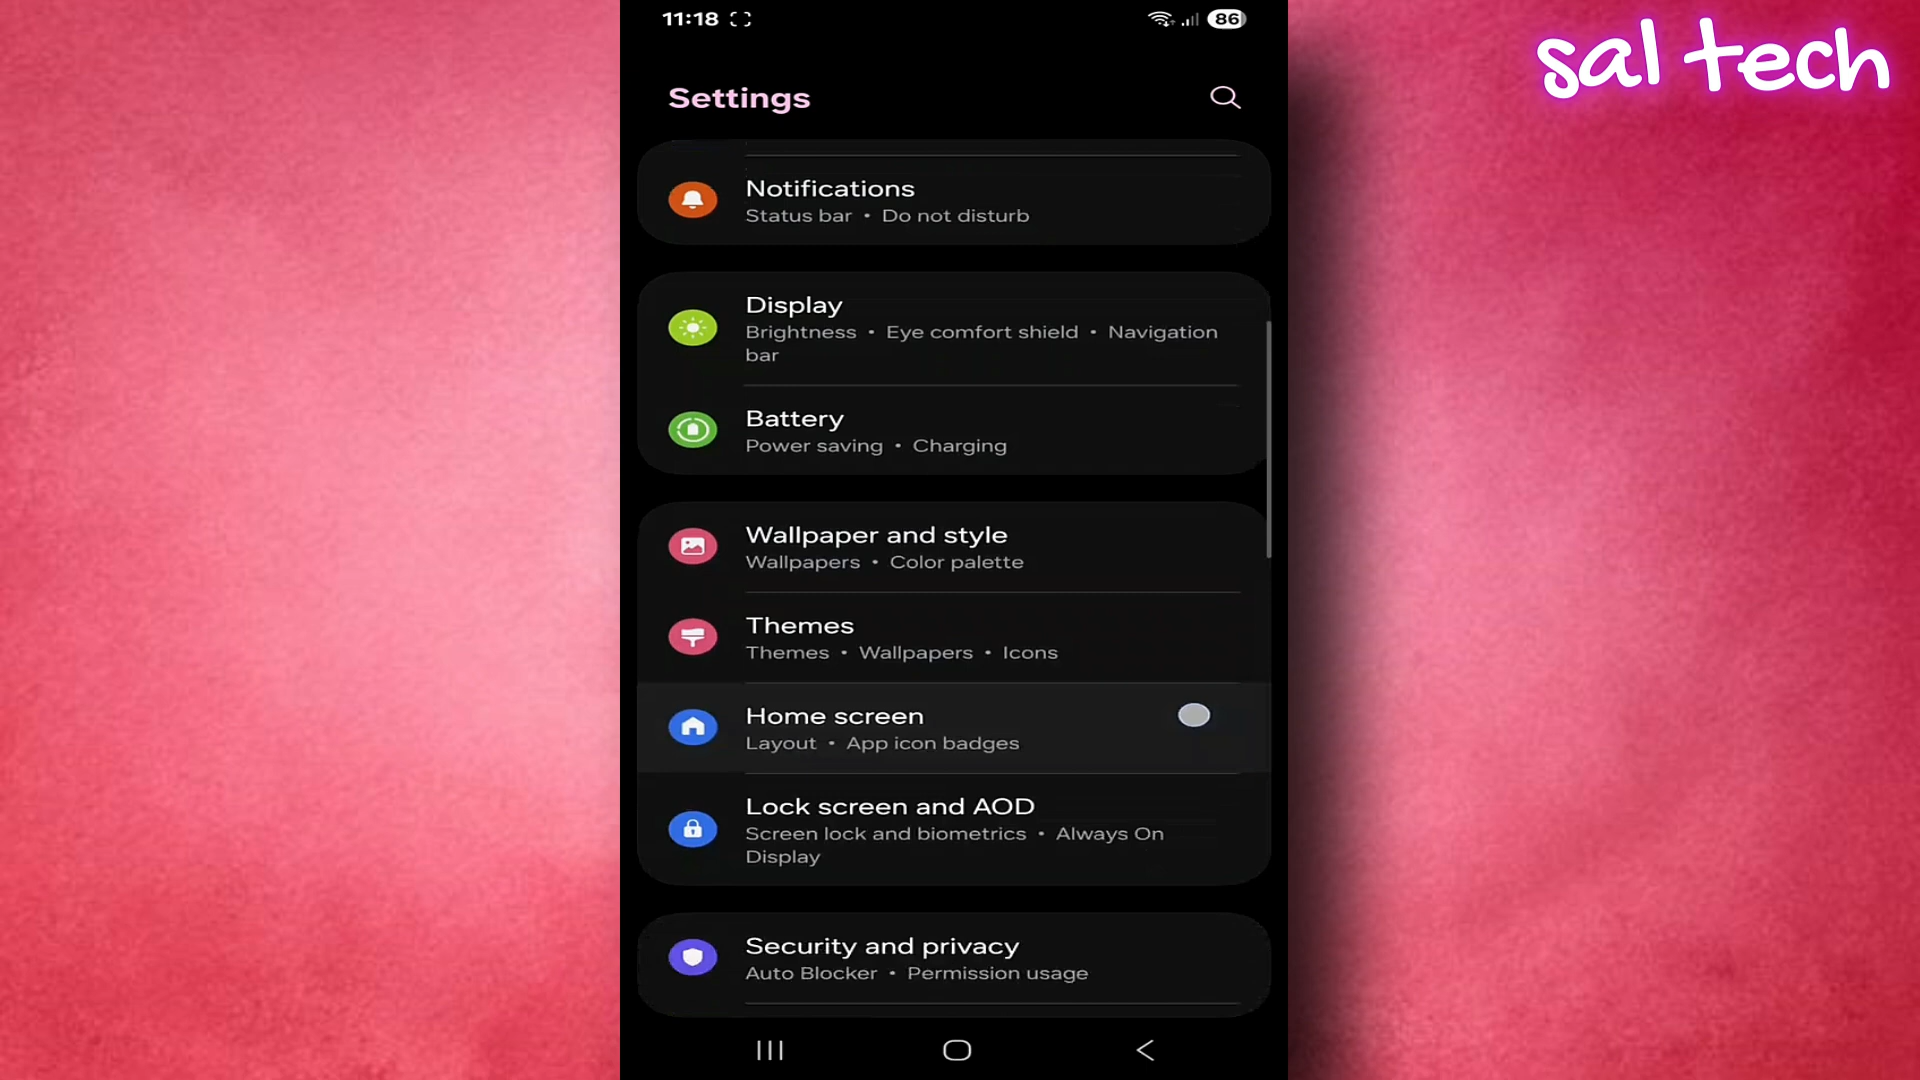 11:18
86
sal tech
Settings
Notifications
Status bar • Do not disturb
Display
Brightness • Eye comfort shield • Navigation
bar
Battery
Power saving • Charging
Wallpaper and style
Wallpapers • Color palette
Themes
Themes • Wallpapers • Icons
Home screen
Layout • App icon badges
Lock screen and AOD
Screen lock and biometrics • Always On
Display
Security and privacy
Auto Blocker • Permission usage